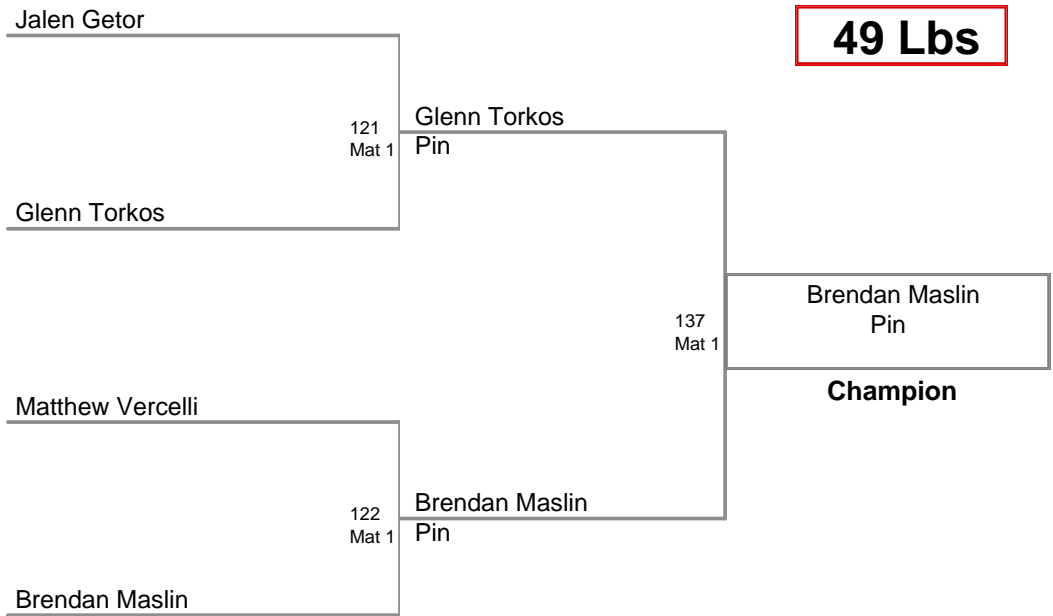 Jalen Getor
49 Lbs
121
Mat 1
Glenn Torkos
Pin
Glenn Torkos
137
Mat 1
Brendan Maslin
Pin
Champion
Matthew Vercelli
122
Mat 1
Brendan Maslin
Pin
Brendan Maslin